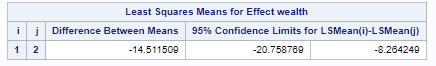 Least Squares Means for Effect wealth
i j Difference Between Means 95% Confidence Limits for LSMean(i)-LSMean(j)
1 2 -14.511509 -20.758769 -8.264249